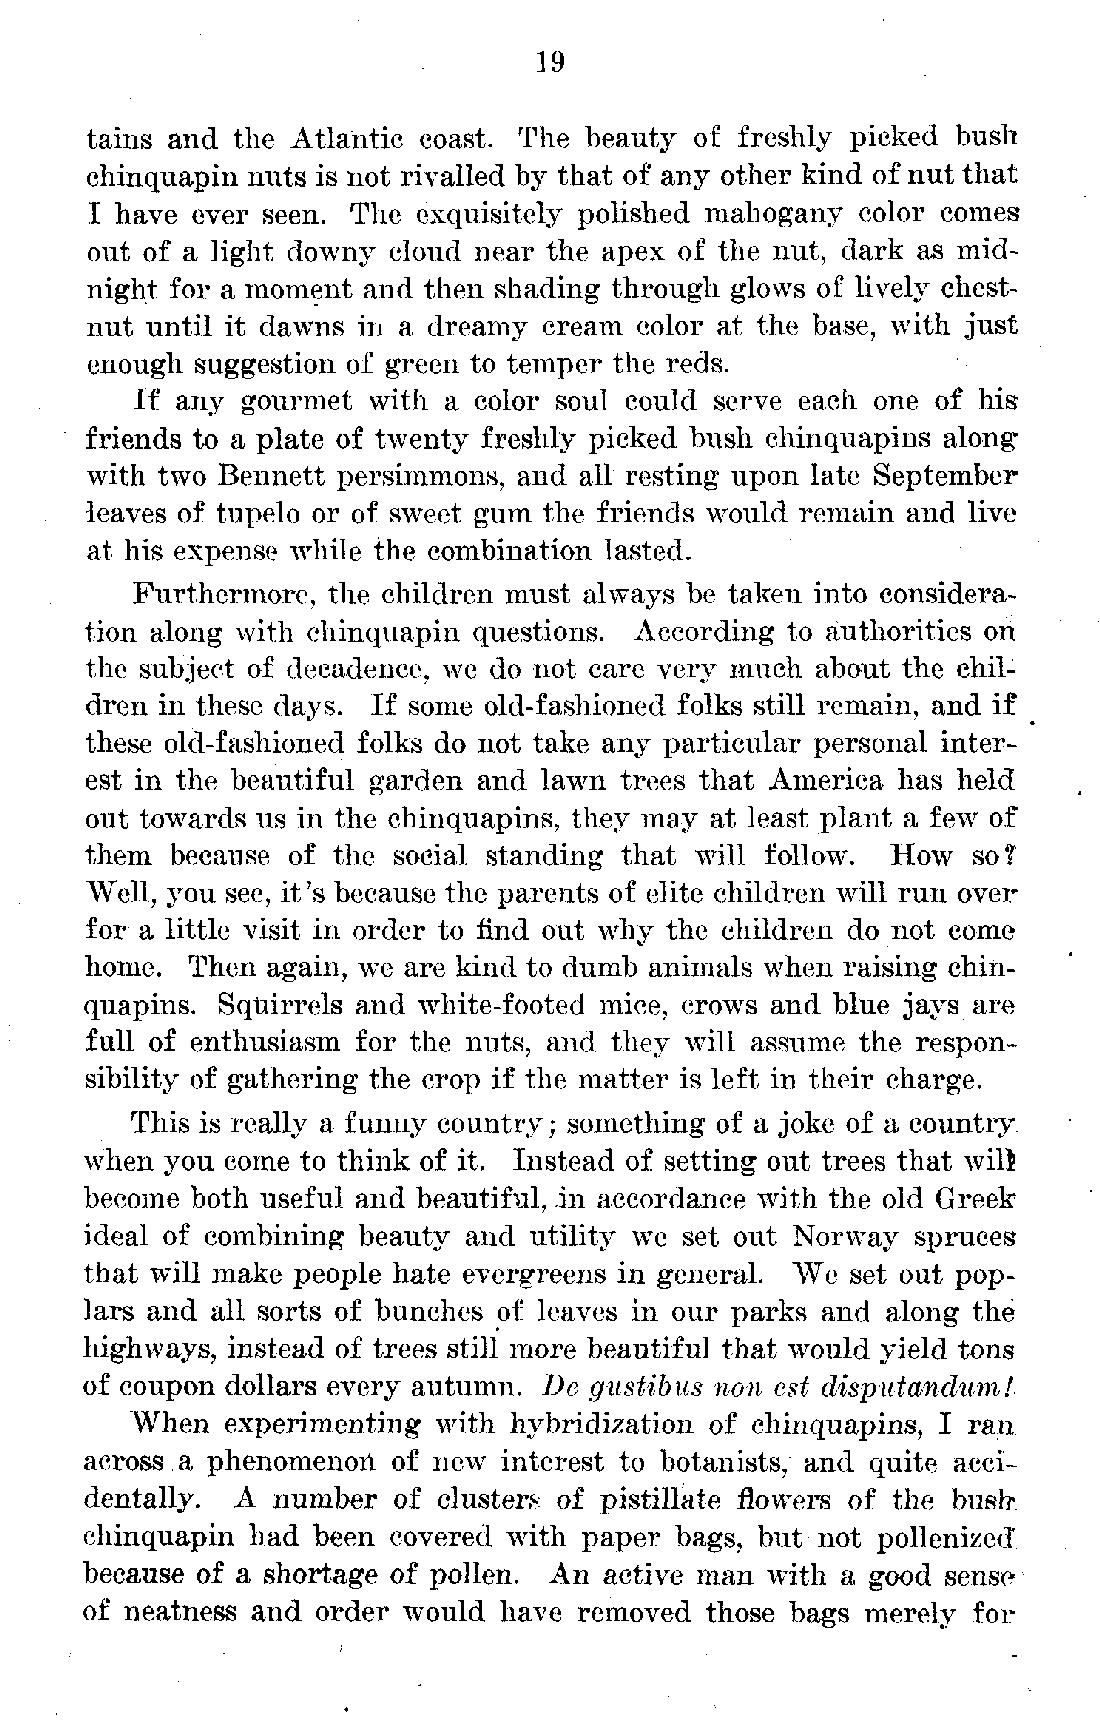 19
tains and the Atlantic coast. The beauty of freshly picked bush
chinquapin nuts is not rivalled by that of any other kind of nut that
I have ever seen. The exquisitely polished mahogany color comes
out of a light downy cloud near the apex of the nut, dark as mid-
night for a moment and then shading through glows of lively chest-
nut until it dawns in a dreamy cream color at the base, with just
enough suggestion of green to temper the reds.
If any gourmet with a color soul could serve each one of his
friends to a plate of twenty freshly picked bush chinquapins along
with two Bennett persimmons, and all resting upon late September
leaves of tupelo or of sweet gum the friends would remain and live
at his expense while the combination lasted.
Furthermore, the children must always be taken into considera-
tion along with chinquapin questions. According to authorities on
the subject of decadence, we do not care very much about the chil-
dren in these days. If some old-fashioned folks still remain, and if
these old-fashioned folks do not take any particular personal inter-
est in the beautiful garden and lawn trees that America has held
out towards us in the chinquapins, they may at least plant a few of
them because of the social standing that will follow. How so?
Well, you see, it's because the parents of elite children will run over
for a little visit in order to find out why the children do not come
home. Then again, we are kind to dumb animals when raising chin-
quapins. Squirrels and white-footed mice, crows and blue jays are
full of enthusiasm for the nuts, and they will assume the respon-
sibility of gathering the crop if the matter is left in their charge.
This is really a funny country; something of a joke of a country
when you come to think of it. Instead of setting out trees that will
become both useful and beautiful, in accordance with the old Greek
ideal of combining beauty and utility we set out Norway spruces
that will make people hate evergreens in general. We set out pop-
lars and all sorts of bunches of leaves in our parks and along the
highways, instead of trees still more beautiful that would yield tons
of coupon dollars every autumn. De gustibus non est disputandum!
When experimenting with hybridization of chinquapins, I ran
across a phenomenon of new interest to botanists, and quite acci-
dentally. A number of clusters of pistillate flowers of the bush
chinquapin had been covered with paper bags, but not pollenized
because of a shortage of pollen. An active man with a good sense
of neatness and order would have removed those bags merely for